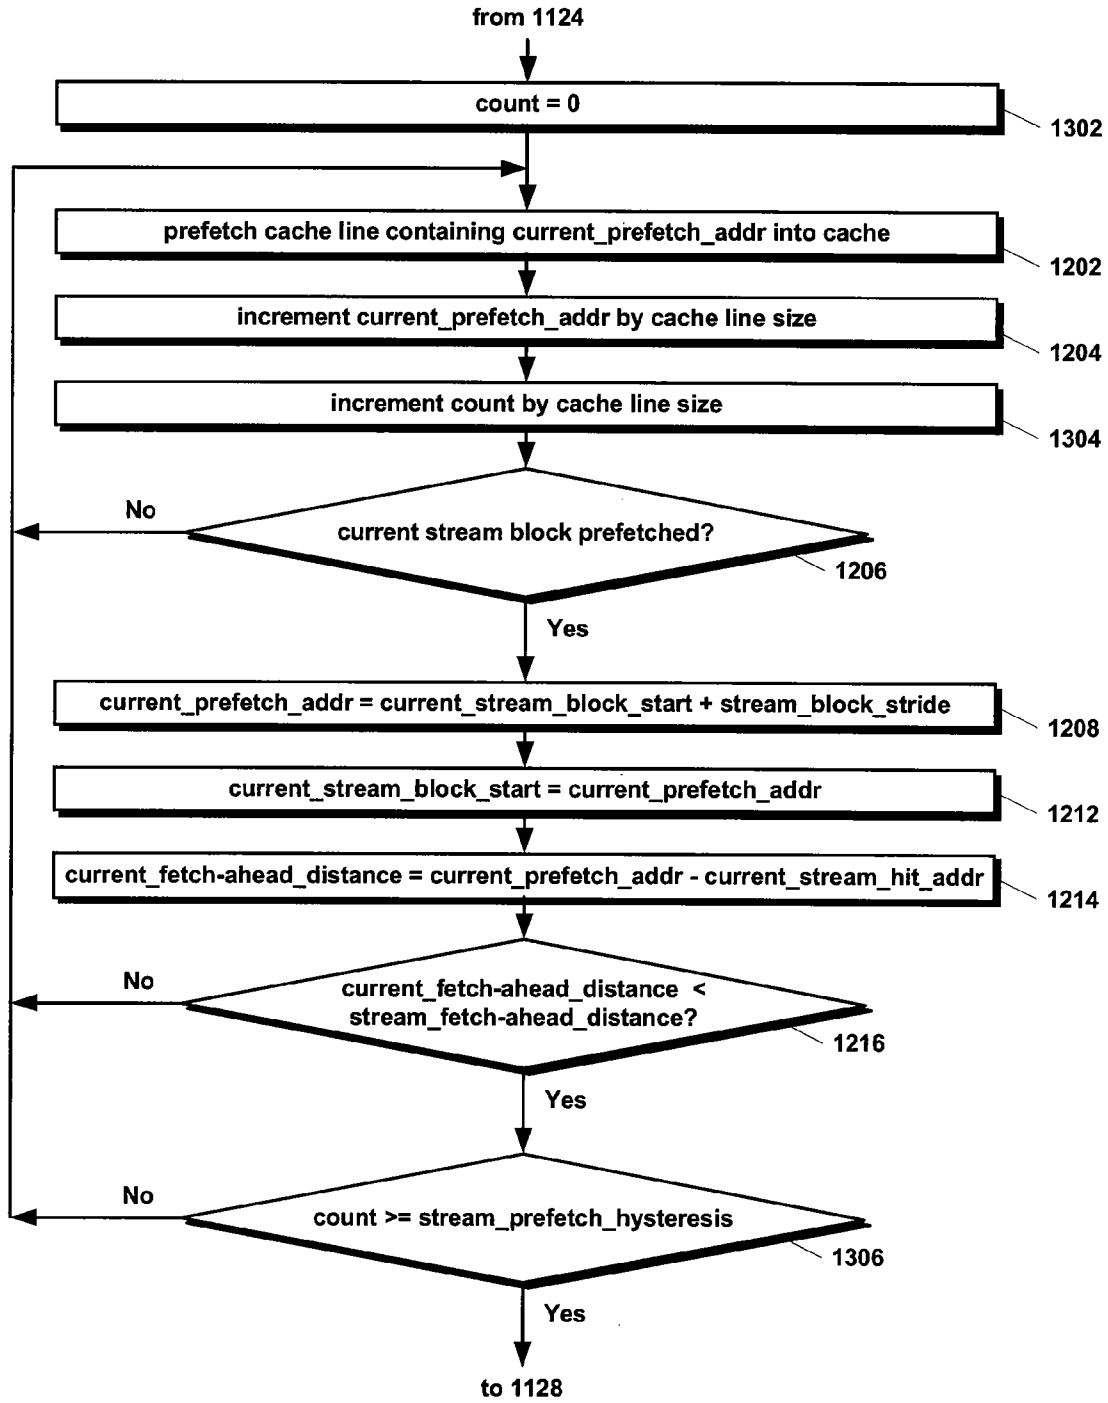 from 1124
count = 0
1302
prefetch cache line containing current_prefetch_addr into cache
1202
increment current_prefetch_addr by cache line size
1204
increment count by cache line size
1304
No
current stream block prefetched?
1206
Yes
current_prefetch_addr = current_stream_block_start + stream_block_stride
1208
current_stream_block_start = current_prefetch_addr
1212
current_fetch-ahead_distance = current_prefetch_addr - current_stream_hit_addr
1214
No
current_fetch-ahead_distance <
stream_fetch-ahead_distance?
1216
Yes
No
count >= stream_prefetch_hysteresis
1306
Yes
to 1128